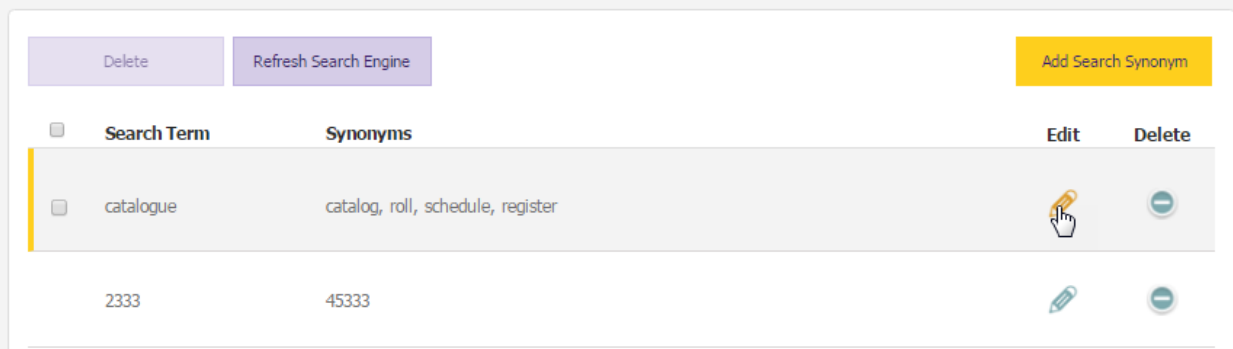 Delete Refresh Search Engine Add Search Synonym
Search Term Synonyms Edit Delete
catalogue catalog, roll, schedule, register
2333 45333